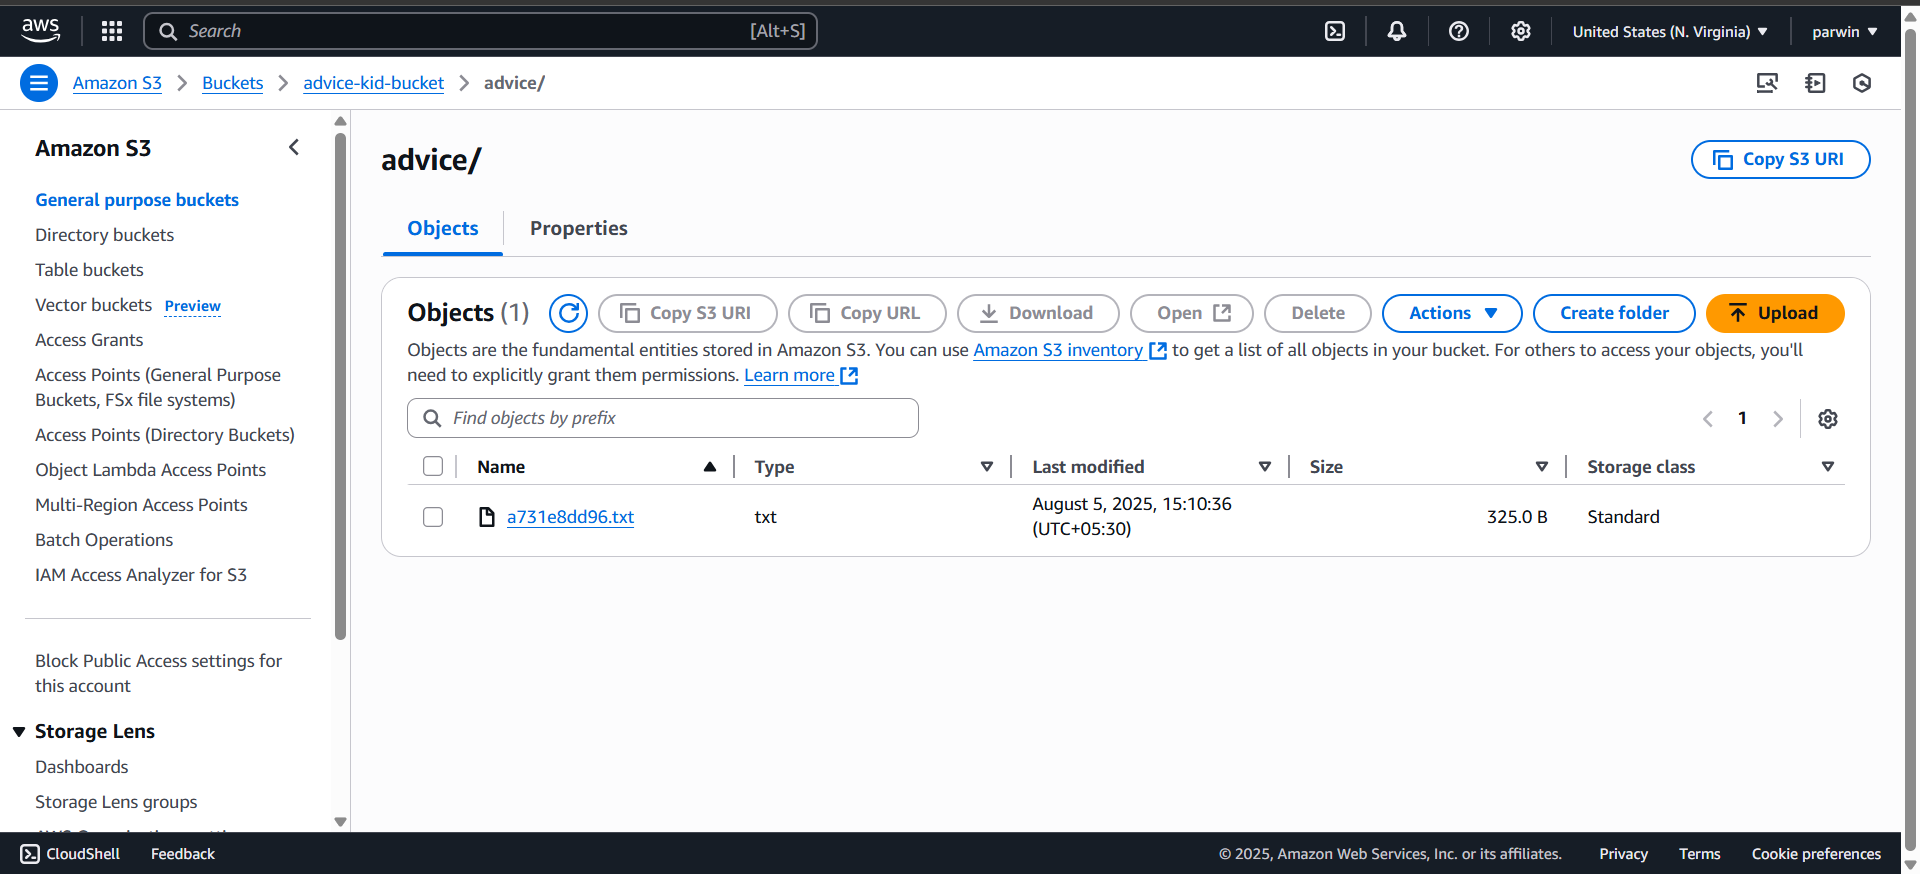 aws
Search [Alt+S]
United States (N. Virginia)
parwin
Amazon S3 > Buckets > advice-kid-bucket > advice/
Amazon S3
General purpose buckets
Directory buckets
Table buckets
Vector buckets Preview
Access Grants
Access Points (General Purpose
Buckets, FSx file systems)
Access Points (Directory Buckets)
Object Lambda Access Points
Multi-Region Access Points
Batch Operations
IAM Access Analyzer for S3
Block Public Access settings for
this account
Storage Lens
Dashboards
Storage Lens groups
advice/
Copy S3 URI
Objects
Properties
Objects (1)
Copy S3 URI
Copy URL
Download
Open
Delete
Actions
Create folder
Upload
Objects are the fundamental entities stored in Amazon S3. You can use Amazon S3 inventory to get a list of all objects in your bucket. For others to access your objects, you'll
need to explicitly grant them permissions. Learn more
Find objects by prefix
1
Name Type Last modified Size Storage class
a731e8dd96.txt txt August 5, 2025, 15:10:36
(UTC+05:30) 325.0 B Standard
CloudShell Feedback
© 2025, Amazon Web Services, Inc. or its affiliates. Privacy Terms Cookie preferences